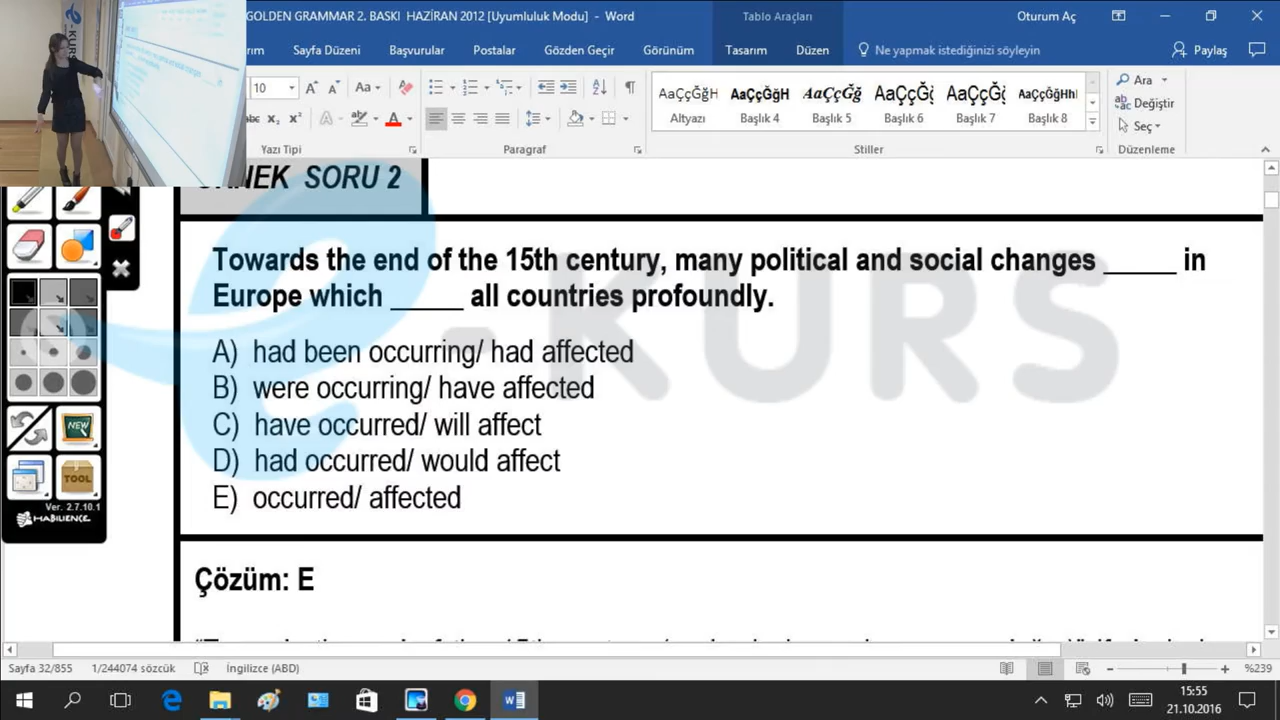 GOLDEN GRAMMAR 2. BASKI HAZİRAN 2012 [Uyumluluk Modu] - Word
Tablo Araçları
Oturum Aç
Sayfa Düzeni
Başvurular
Postalar
Gözden Geçir
Görünüm
Tasarım
Düzen
Ne yapmak istediğinizi söyleyin
Paylaş
10
Aa
AaÇçĞğH
AaÇçĞğH
AaÇçĞğ
AaÇçĞğ
AaÇçĞğ
AaÇçĞğHh
Ara
Değiştir
Seç
Altyazı
Başlık 4
Başlık 5
Başlık 6
Başlık 7
Başlık 8
Yazı Tipi
Paragraf
Stiller
Düzenleme
SORU 2
Towards the end of the 15th century, many political and social changes _____ in
Europe which _____ all countries profoundly.
A) had been occurring/ had affected
B) were occurring/ have affected
C) have occurred/ will affect
D) had occurred/ would affect
E) occurred/ affected
Çözüm: E
e-KURS
NEW
TOOL
Ver. 2.7.10.1
MABILIENCE
Sayfa 32/855
1/244074 sözcük
İngilizce (ABD)
%239
15:55
21.10.2016